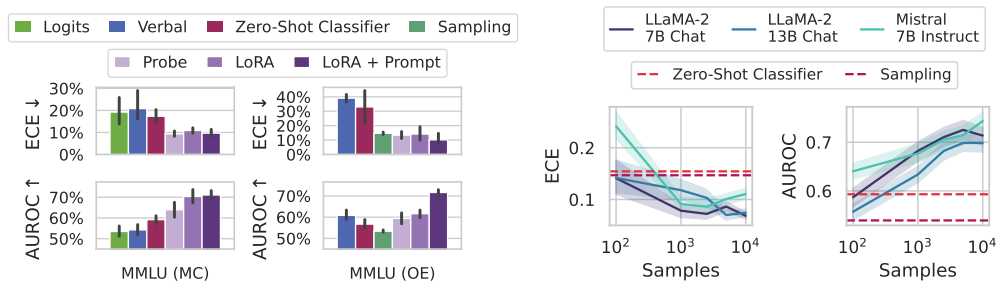 Logits Verbal Zero-Shot Classifier Sampling
Probe LoRA LoRA + Prompt
ECE ↓
30%
20%
10%
0%
ECE ↓
40%
30%
20%
10%
0%
AUROC ↑
70%
60%
50%
MMLU (MC)
AUROC ↑
70%
60%
50%
MMLU (OE)
LLaMA-2 7B Chat
LLaMA-2 13B Chat
Mistral 7B Instruct
Zero-Shot Classifier Sampling
ECE
0.2
0.1
10² 10³ 10⁴
Samples
AUROC
0.7
0.6
10² 10³ 10⁴
Samples